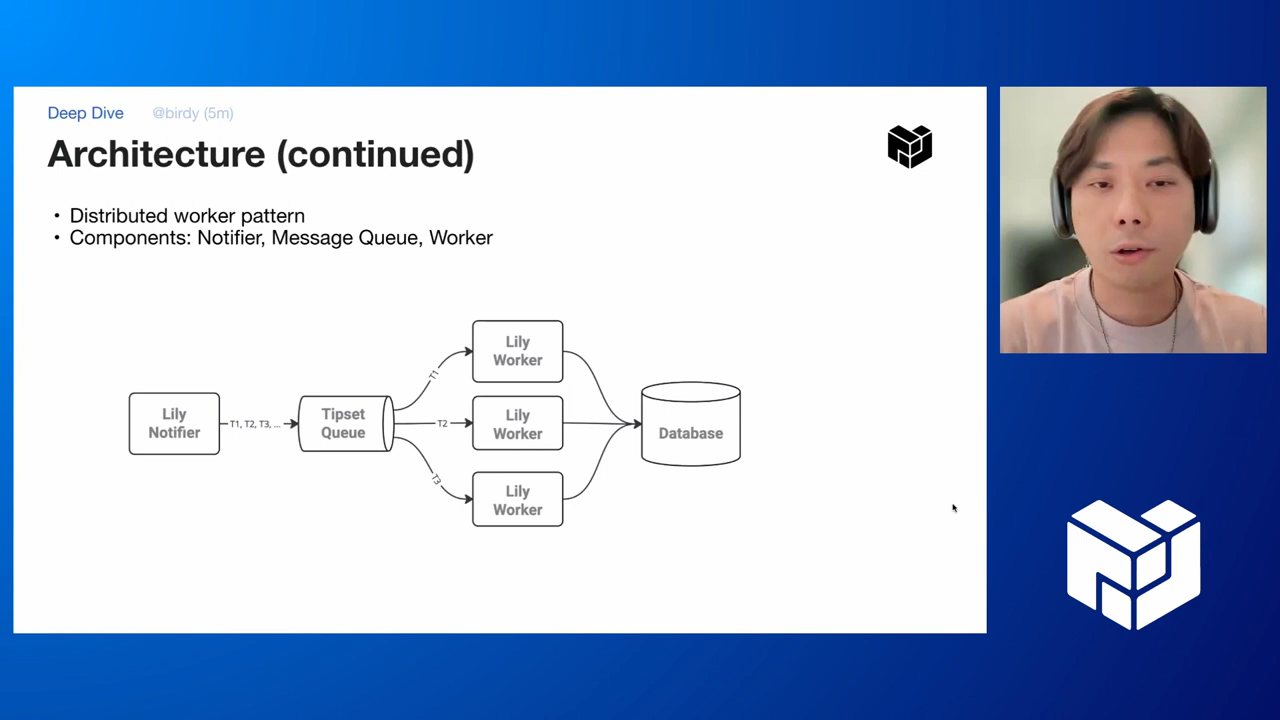 Deep Dive @birdy (5m)
Architecture (continued)
• Distributed worker pattern
• Components: Notifier, Message Queue, Worker
Lily
Notifier
T1, T2, T3, ...
Tipset
Queue
T1
T2
T3
Lily
Worker
Lily
Worker
Lily
Worker
Database